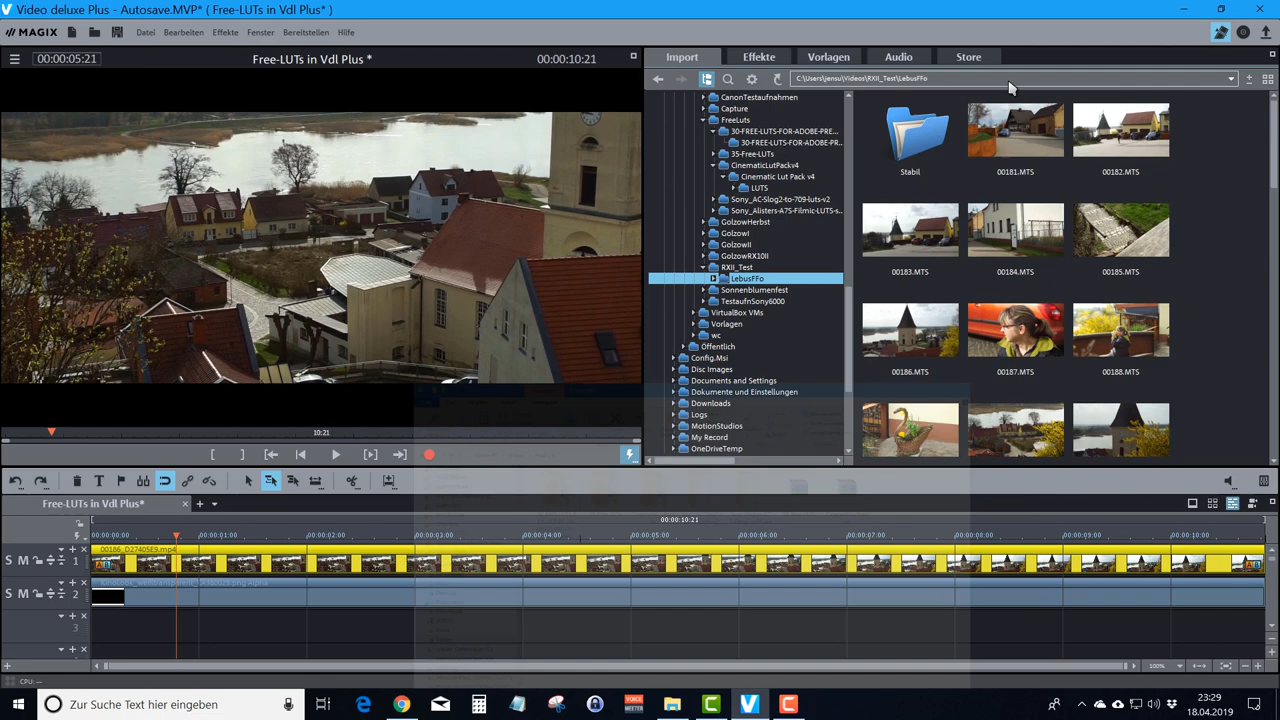 Video deluxe Plus - Autosave.MVP* ( Free-LUTs in Vdl Plus* )
MAGIX
Datei Bearbeiten Effekte Fenster Bereitstellen Hilfe
00:00:05:21 Free-LUTs in Vdl Plus * 00:00:10:21
Import Effekte Vorlagen Audio Store
C:\Users\jensu\Videos\RXII_Test\LebusFFo
CanonTestaufnahmen
Capture
FreeLuts
30-FREE-LUTS-FOR-ADOBE-PRE...
30-FREE-LUTS-FOR-ADOBE-PR...
35-Free-LUTs
CinematicLutPackv4
Cinematic Lut Pack v4
LUTS
Sony_AC-Slog2-to-709-luts-v2
Sony_Alisters-A7S-Filmic-LUTS-s...
GolzowHerbst
GolzowI
GolzowII
GolzowRX10II
RXII_Test
LebusFFo
Sonnenblumenfest
TestaufnSony6000
VirtualBox VMs
Vorlagen
wc
Öffentlich
Config.Msi
Disc Images
Documents and Settings
Dokumente und Einstellungen
Downloads
Logs
MotionStudios
My Record
OneDriveTemp
Stabil 00181.MTS 00182.MTS
00183.MTS 00184.MTS 00185.MTS
00186.MTS 00187.MTS 00188.MTS
10:21
Free-LUTs in Vdl Plus*
00:00:10:21
00:00:00:00 00:00:01:00 00:00:02:00 00:00:03:00 00:00:04:00 00:00:05:00 00:00:06:00 00:00:07:00 00:00:08:00 00:00:09:00 00:00:10:00
00186_D27405E9.mp4
S M 1
S M 2
3
100%
CPU: —
Zur Suche Text hier eingeben
23:29
18.04.2019